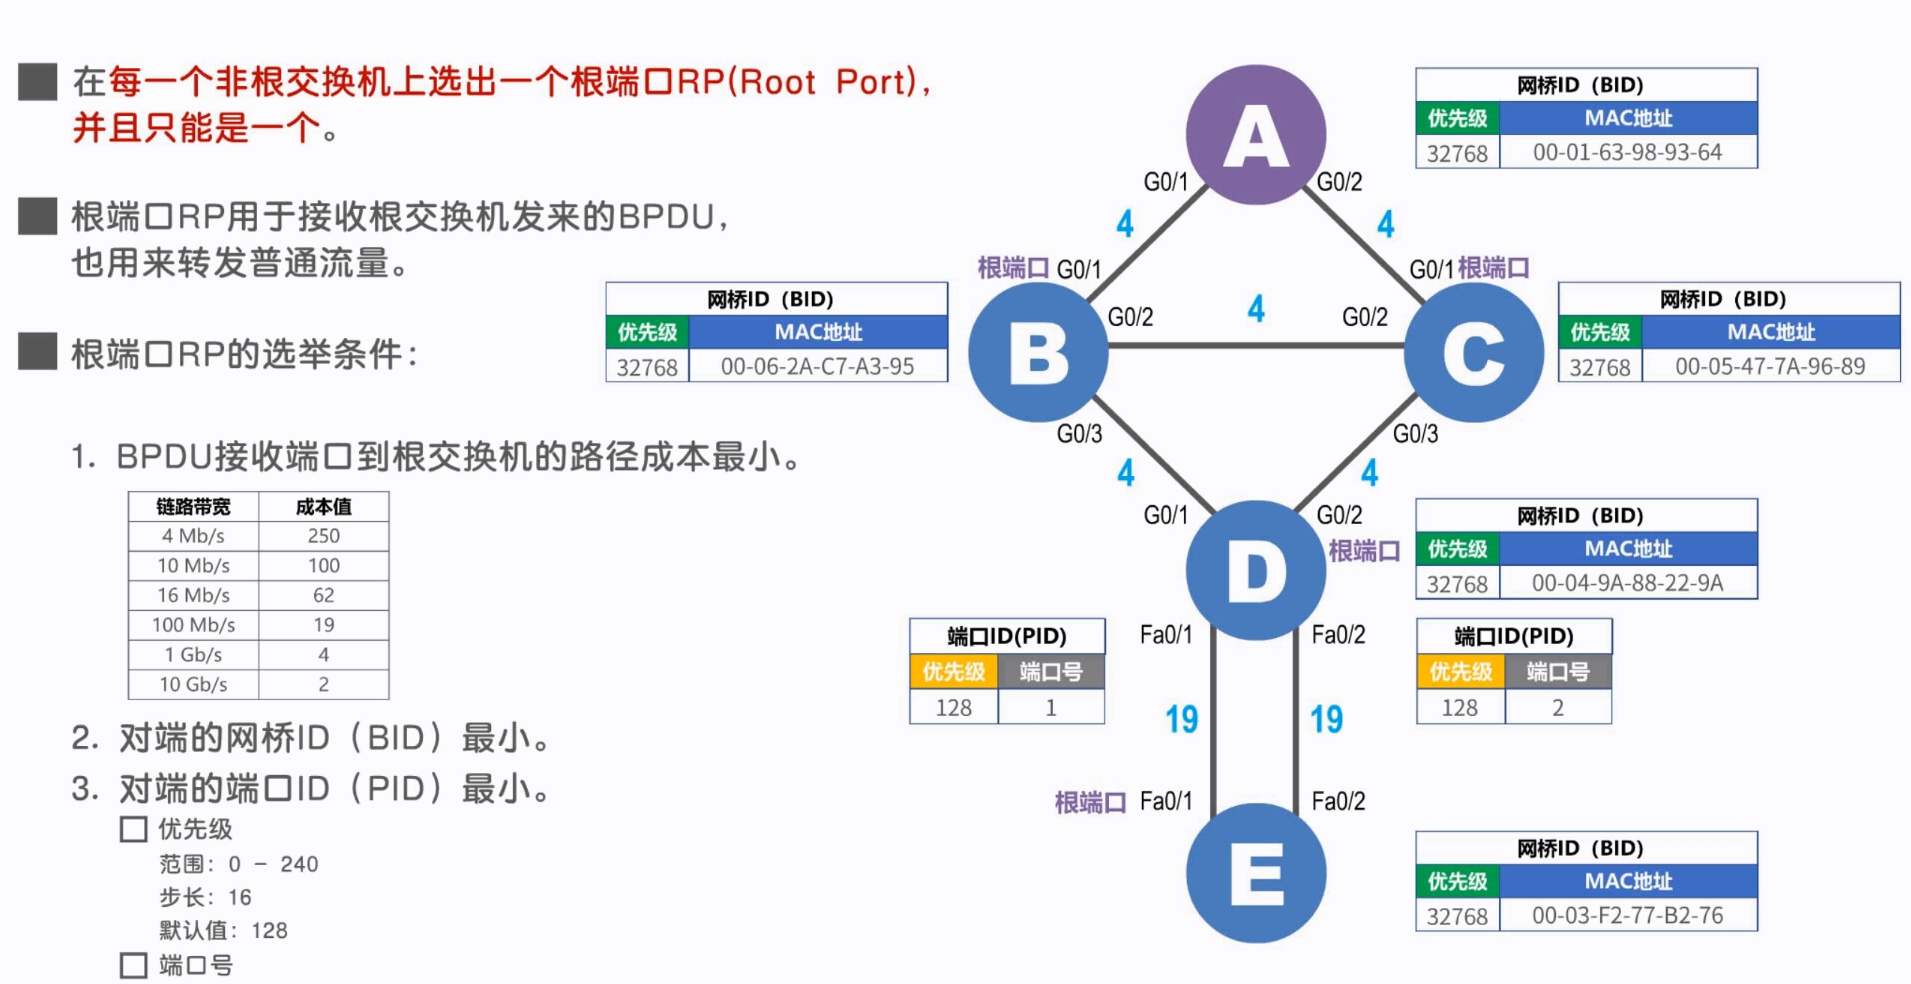 在每一个非根交换机上选出一个根端口RP(Root Port),
并且只能是一个。
根端口RP用于接收根交换机发来的BPDU,
也用来转发普通流量。
根端口RP的选举条件:
1. BPDU接收端口到根交换机的路径成本最小。
链路带宽 成本值
4 Mb/s 250
10 Mb/s 100
16 Mb/s 62
100 Mb/s 19
1 Gb/s 4
10 Gb/s 2
2. 对端的网桥ID（BID）最小。
3. 对端的端口ID（PID）最小。
优先级
范围: 0 - 240
步长: 16
默认值: 128
端口号
A
网桥ID（BID）
优先级 MAC地址
32768 00-01-63-98-93-64
G0/1 G0/2
4 4
根端口 G0/1 G0/1 根端口
网桥ID（BID）
优先级 MAC地址
32768 00-06-2A-C7-A3-95
B
G0/2 4 G0/2
C
网桥ID（BID）
优先级 MAC地址
32768 00-05-47-7A-96-89
G0/3 G0/3
4 4
G0/1 G0/2
根端口
D
网桥ID（BID）
优先级 MAC地址
32768 00-04-9A-88-22-9A
端口ID(PID)
优先级 端口号
128 1
Fa0/1 Fa0/2
端口ID(PID)
优先级 端口号
128 2
19 19
根端口 Fa0/1 Fa0/2
E
网桥ID（BID）
优先级 MAC地址
32768 00-03-F2-77-B2-76